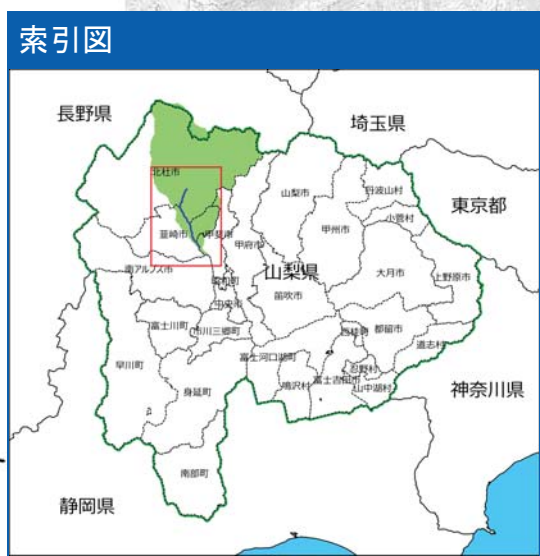 索引図
長野県
埼玉県
北杜市
山梨市
丹波山村
小菅村
東京都
韮崎市
甲斐市
甲府市
甲州市
南アルプス市
昭和町
山梨県
大月市
上野原市
中央市
笛吹市
富士川町
市川三郷町
西桂町
都留市
道志村
早川町
富士河口湖町
忍野村
鳴沢村
富士吉田市
山中湖村
身延町
神奈川県
南部町
静岡県